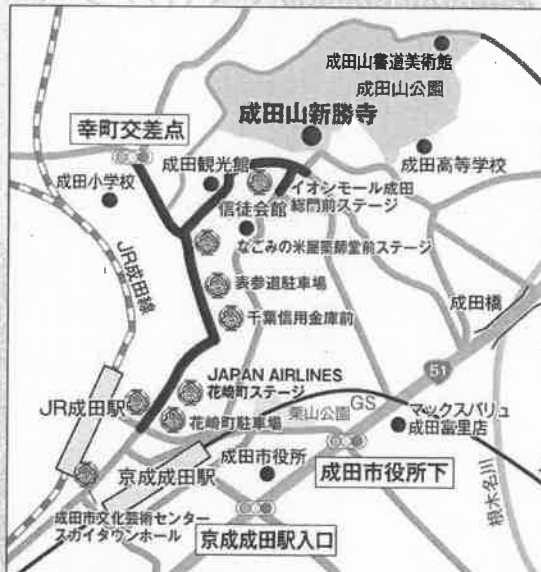 成田山書道美術館
成田山公園
成田山新勝寺
幸町交差点
成田観光館
成田高等学校
成田小学校
イオンモール成田
総門前ステージ
信徒会館
なごみの米屋薬師堂前ステージ
JR成田線
表参道駐車場
成田橋
千葉信用金庫前
51
JAPAN AIRLINES
花崎町ステージ
JR成田駅
花崎町駐車場
栗山公園
GS
マックスバリュ
成田富里店
成田市役所
成田市役所下
京成成田駅
根木名川
成田市文化芸術センター
スカイタウンホール
京成成田駅入口